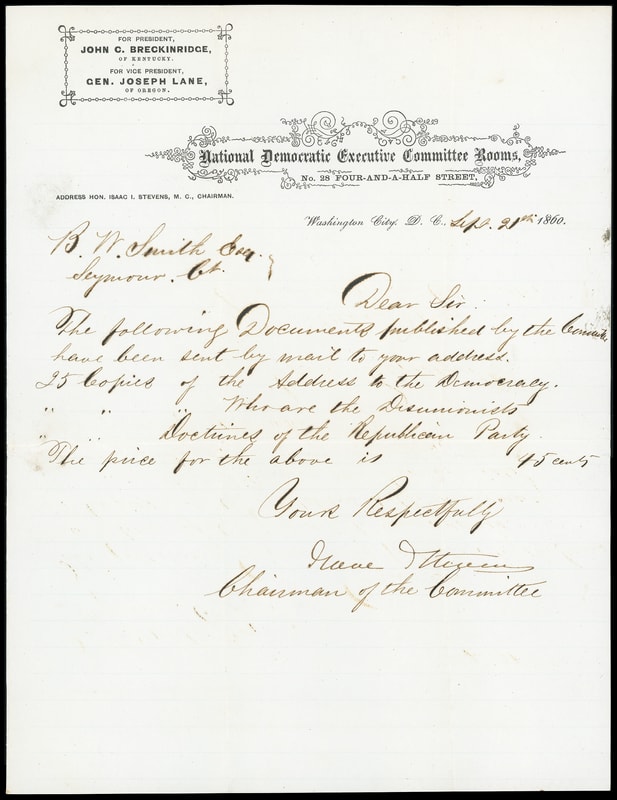 FOR PRESIDENT,
JOHN C. BRECKINRIDGE,
OF KENTUCKY.
FOR VICE PRESIDENT,
GEN. JOSEPH LANE,
OF OREGON.
National Democratic Executive Committee Rooms,
No. 28 FOUR-AND-A-HALF STREET,
ADDRESS HON. ISAAC I. STEVENS, M. C., CHAIRMAN.
Washington City, D. C., Sep. 21st 1860.
B. W. Smith Esq.
Seymour. Ct.
Dear Sir:
The following Documents published by the
have been sent by mail to your address.
25 Copies of the Address to the Democracy.
" " " Who are the Disunionists
" " Doctrines of the Republican Party.
The price for the above is 45 cents
Yours Respectfully
Stevens
Chairman of the Committee